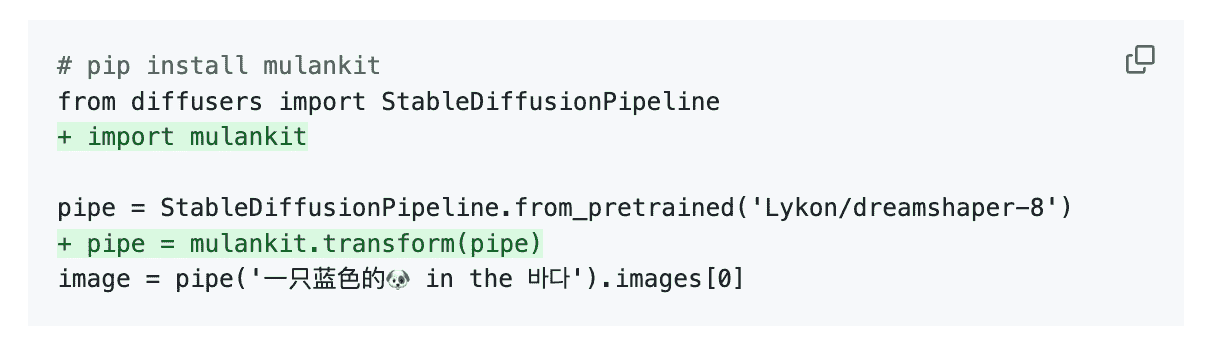 # pip install mulankit
from diffusers import StableDiffusionPipeline
+ import mulankit
pipe = StableDiffusionPipeline.from_pretrained('Lykon/dreamshaper-8')
+ pipe = mulankit.transform(pipe)
image = pipe('一只蓝色的🐶 in the 바다').images[0]